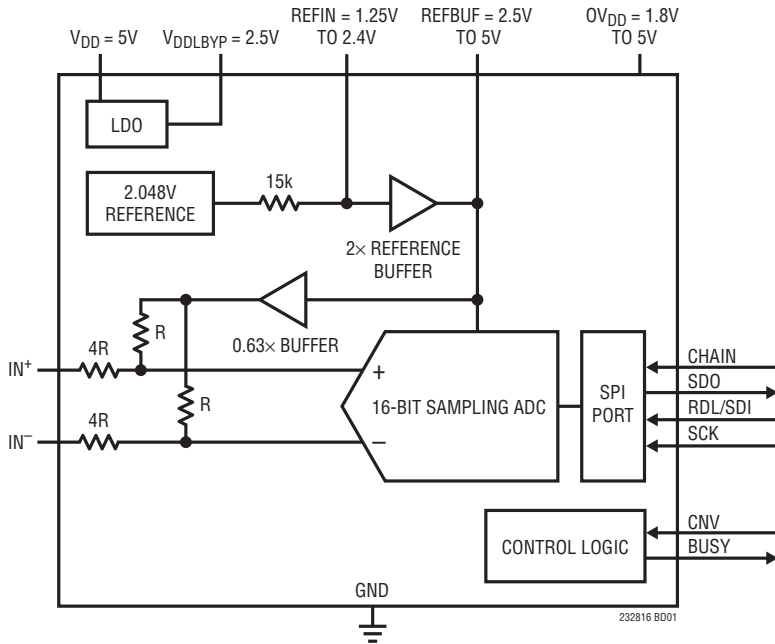 VDD = 5V
VDDLBYP = 2.5V
REFIN = 1.25V
TO 2.4V
REFBUF = 2.5V
TO 5V
OVDD = 1.8V
TO 5V
LDO
2.048V
REFERENCE
15k
2× REFERENCE
BUFFER
0.63× BUFFER
R
4R
IN+
+
16-BIT SAMPLING ADC
R
4R
IN−
−
SPI
PORT
CHAIN
SDO
RDL/SDI
SCK
CONTROL LOGIC
CNV
BUSY
GND
232816 BD01